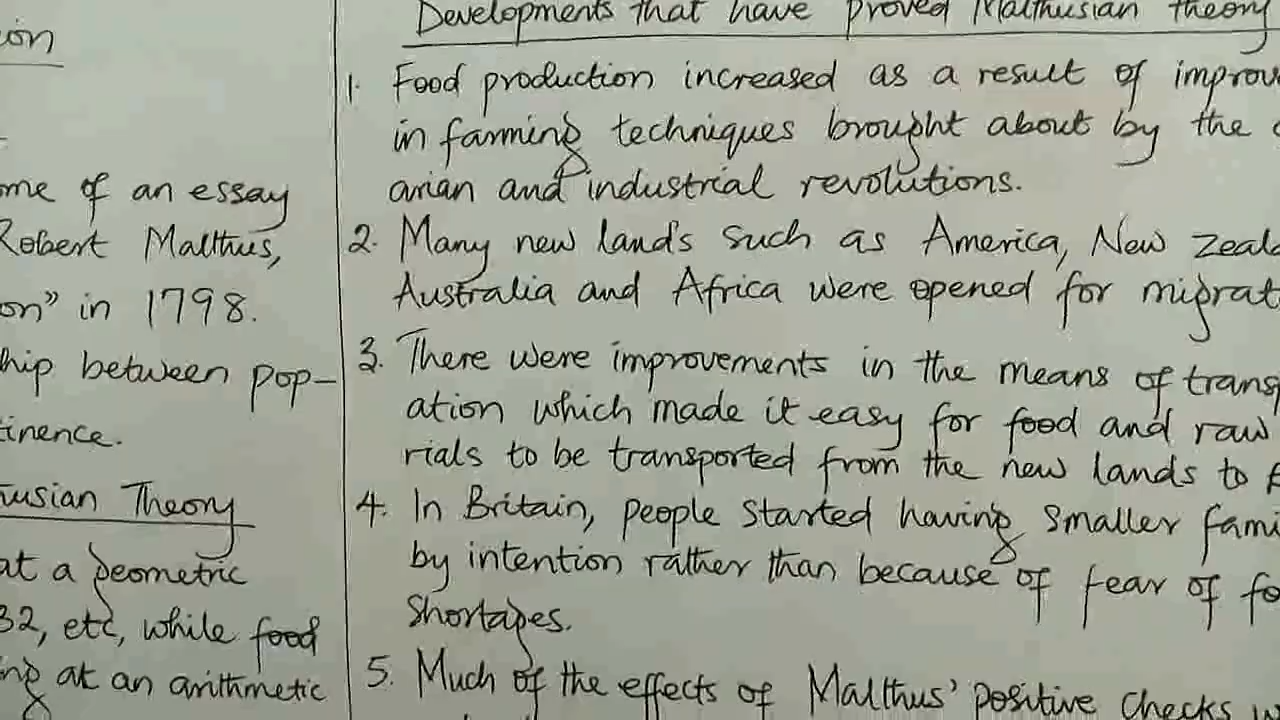 ion
me of an essay
Robert Malthus,
on" in 1798.
hip between pop-
tinence.
usian Theory
at a geometric
32, etc, while food
ing at an arithmetic
Developments that have proved Malthusian theory
1. Food production increased as a result of improv
in farming techniques brought about by the
arian and industrial revolutions.
2. Many new lands such as America, New Zeal
Australia and Africa were opened for migrat
3. There were improvements in the means of trans
ation which made it easy for food and raw
rials to be transported from the new lands to
4. In Britain, people started having smaller fami
by intention rather than because of fear of fo
shortages.
5. Much of the effects of Malthus' positive checks w